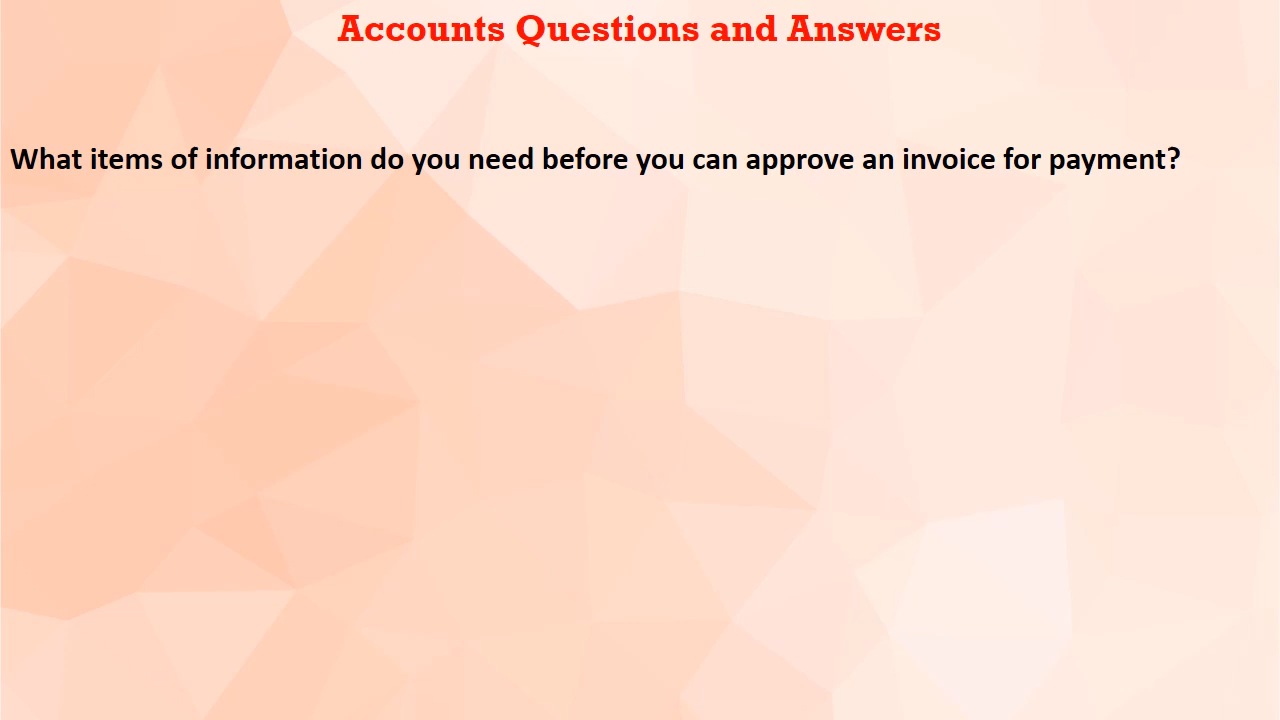 Accounts Questions and Answers
What items of information do you need before you can approve an invoice for payment?